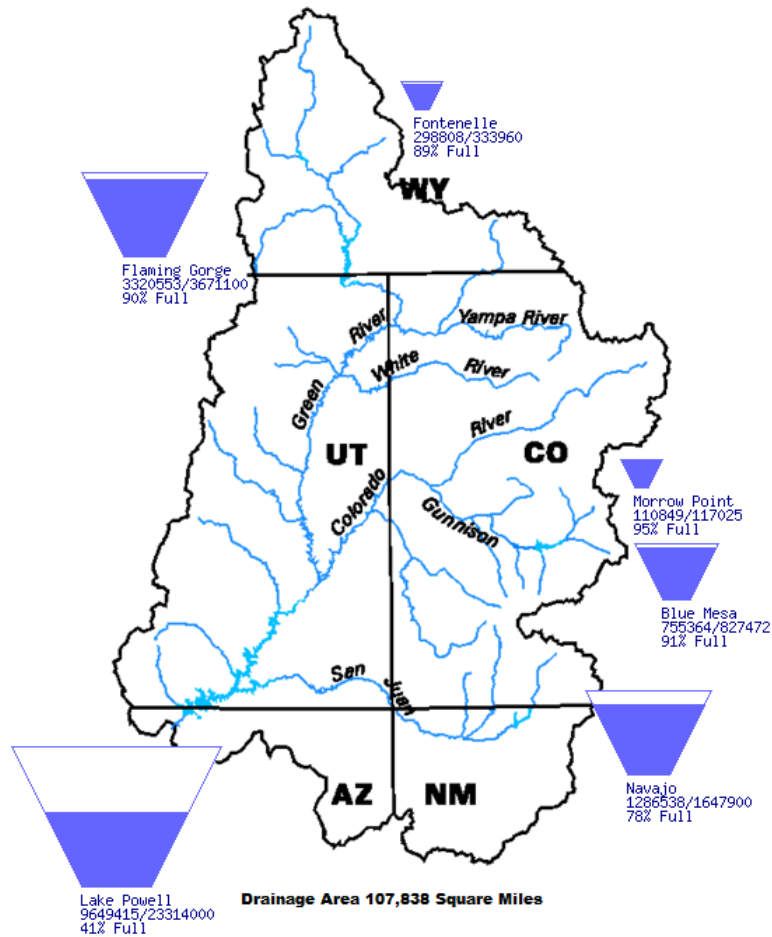 Fontenelle
298808/333960
89% Full
WY
Flaming Gorge
3320553/3671100
90% Full
Yampa River
River
White
River
Green
River
UT
CO
Colorado
Gunnison
Morrow Point
110849/117025
95% Full
Blue Mesa
755364/827472
91% Full
San
Juan
AZ
NM
Navajo
1286538/1647900
78% Full
Lake Powell
9649415/23314000
41% Full
Drainage Area 107,838 Square Miles